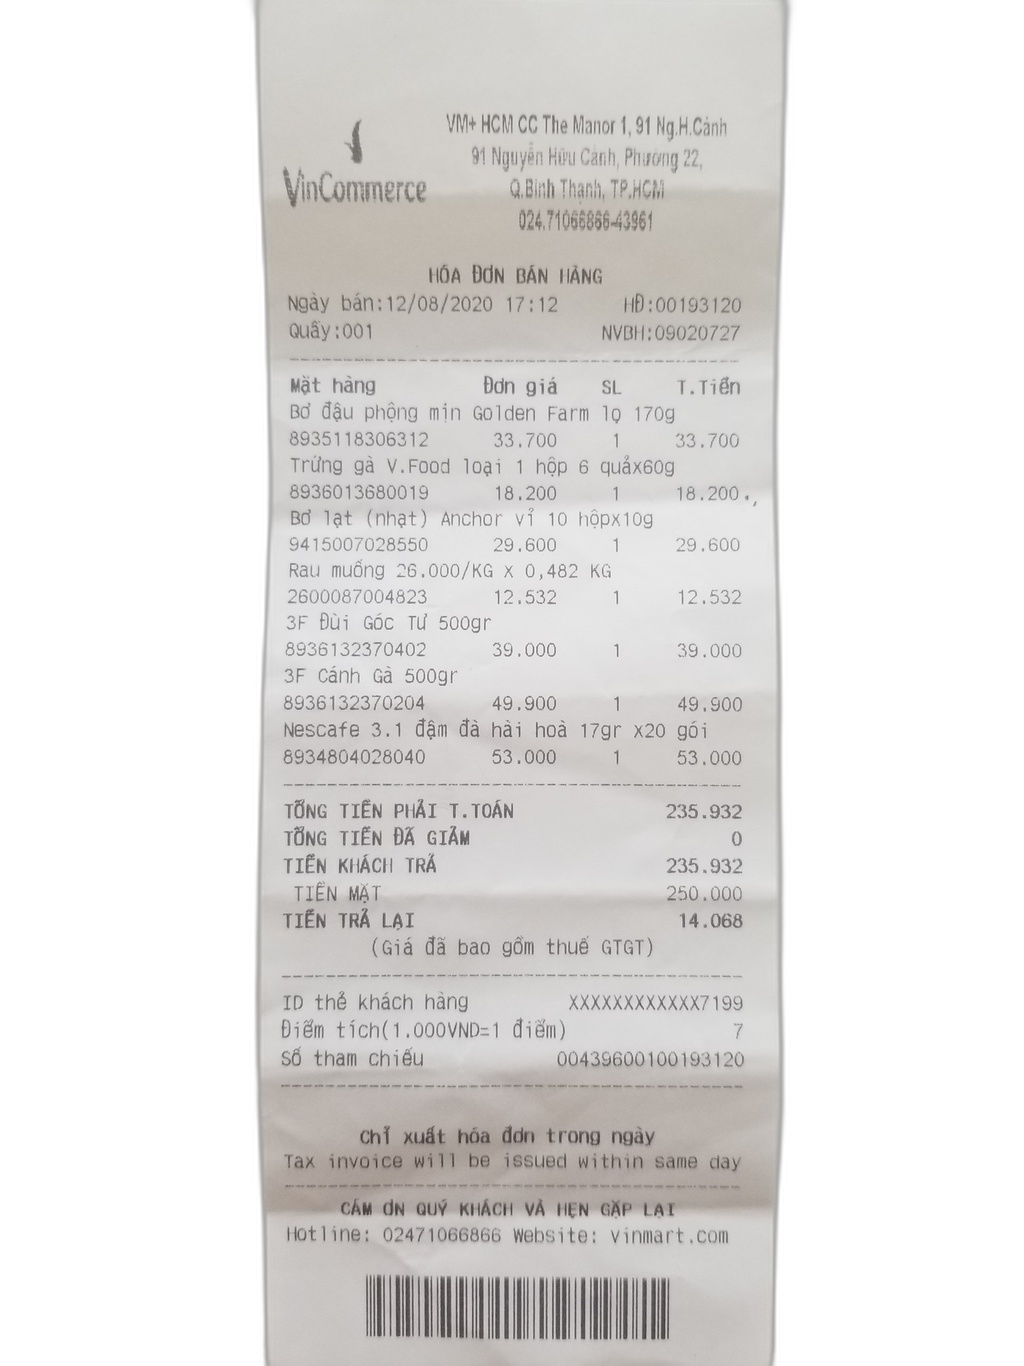 VM+ HCM CC The Manor 1, 91 Ng.H.Cảnh
91 Nguyễn Hữu Cảnh, Phường 22,
Q.Bình Thạnh, TP.HCM
024.71066866-43961
VinCommerce
HÓA ĐƠN BÁN HÀNG
Ngày bán:12/08/2020 17:12 HĐ:00193120
Quầy:001 NVBH:09020727
Mặt hàng Đơn giá SL T.Tiền
Bơ đậu phộng mịn Golden Farm lọ 170g
8935118306312 33.700 1 33.700
Trứng gà V.Food loại 1 hộp 6 quảx60g
8936013680019 18.200 1 18.200
Bơ lạt (nhạt) Anchor vỉ 10 hộpx10g
9415007028550 29.600 1 29.600
Rau muống 26.000/KG x 0,482 KG
2600087004823 12.532 1 12.532
3F Đùi Góc Tư 500gr
8936132370402 39.000 1 39.000
3F Cánh Gà 500gr
8936132370204 49.900 1 49.900
Nescafe 3.1 đậm đà hài hoà 17gr x20 gói
8934804028040 53.000 1 53.000
TỔNG TIỀN PHẢI T.TOÁN 235.932
TỔNG TIỀN ĐÃ GIẢM 0
TIỀN KHÁCH TRẢ 235.932
TIỀN MẶT 250.000
TIỀN TRẢ LẠI 14.068
(Giá đã bao gồm thuế GTGT)
ID thẻ khách hàng XXXXXXXXXXXX7199
Điểm tích(1.000VND=1 điểm) 7
Số tham chiếu 00439600100193120
Chỉ xuất hóa đơn trong ngày
Tax invoice will be issued within same day
CẢM ƠN QUÝ KHÁCH VÀ HẸN GẶP LẠI
Hotline: 02471066866 Website: vinmart.com